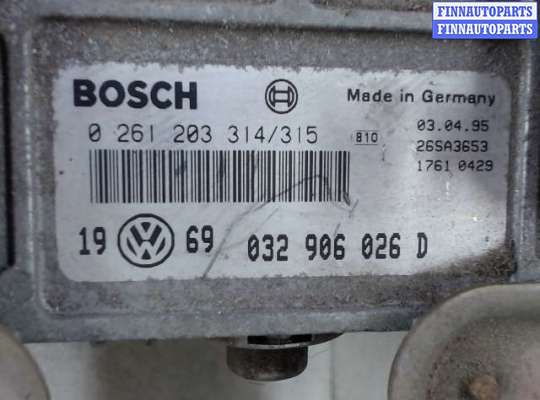 FINNAUTOPARTS
FINNAUTOPARTS
BOSCH
Made in Germany
0 261 203 314/315
810
03.04.95
26SA3653
1761 0429
19 VW 69 032 906 026 D